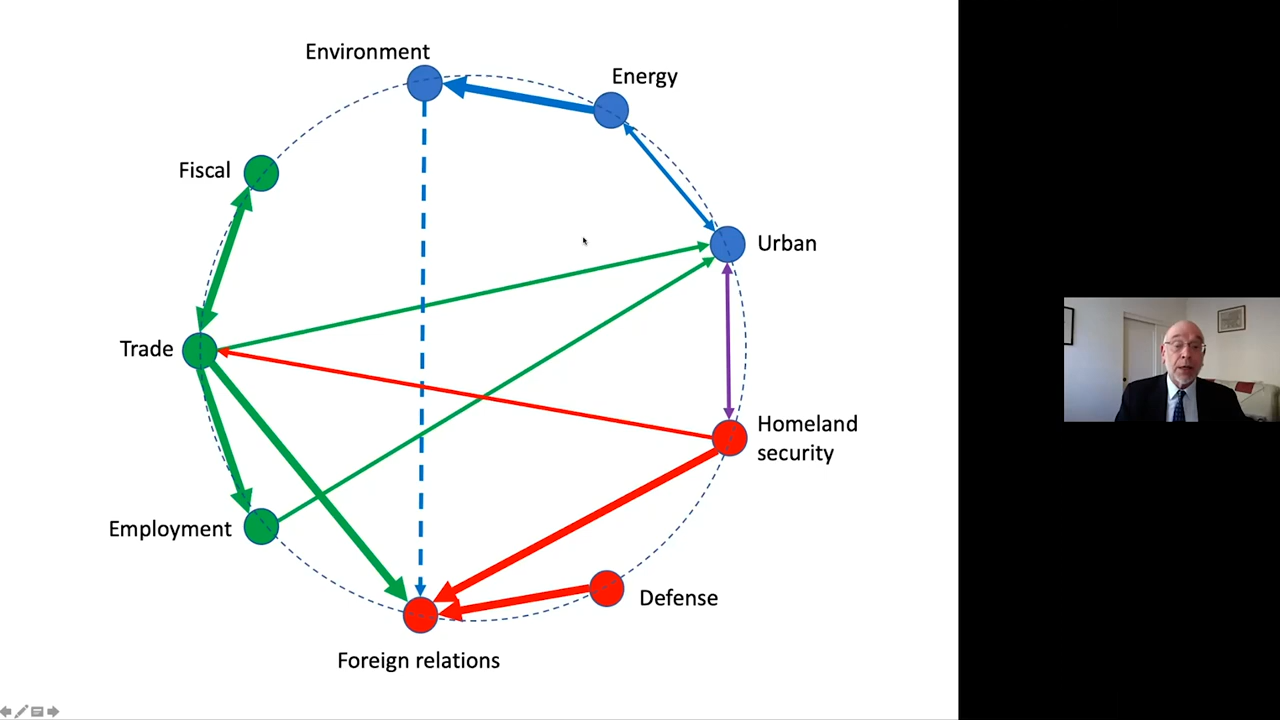 Environment
Energy
Fiscal
Urban
Trade
Homeland
security
Employment
Defense
Foreign relations